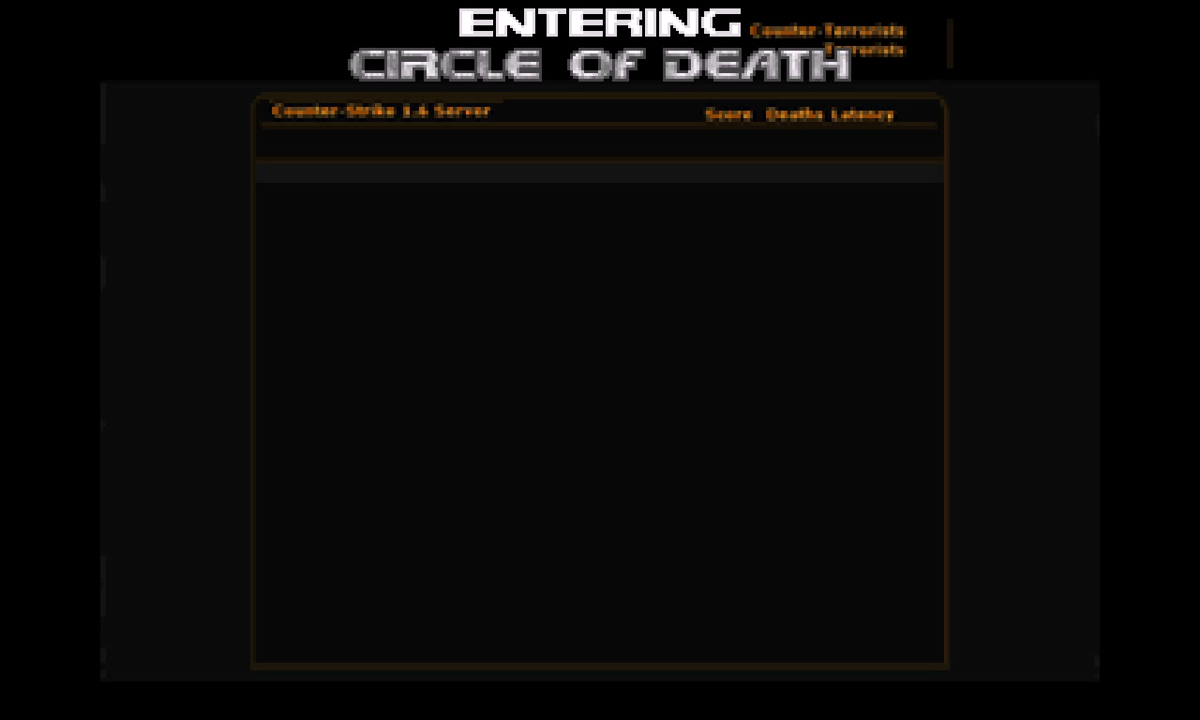 ENTERING
Counter-Terrorists
Terrorists
CIRCLE OF DEATH
Counter-Strike 1.6 Server
Score Deaths Latency